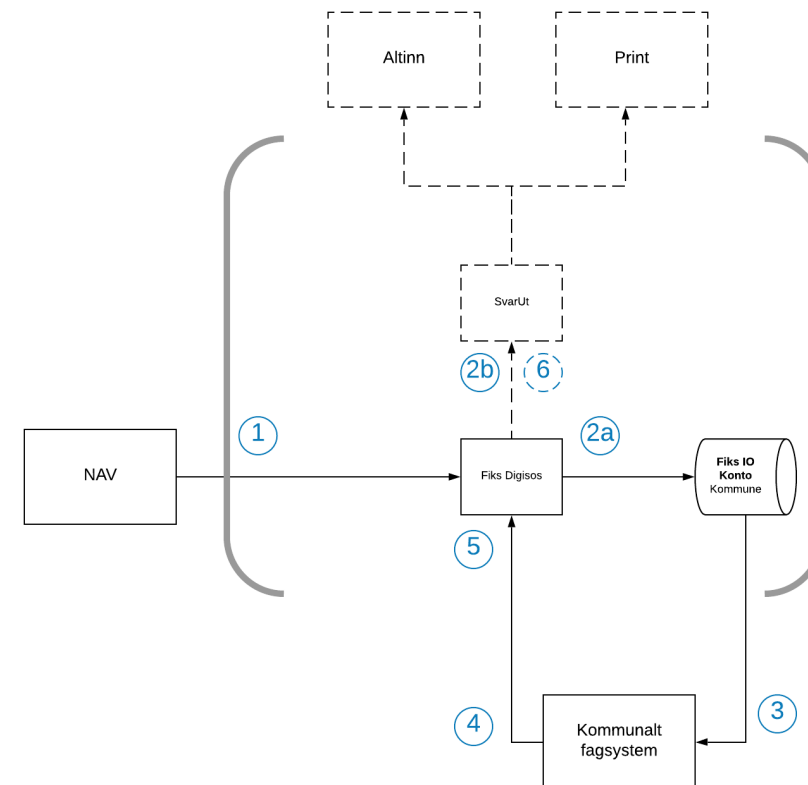 Altinn
Print
SvarUt
2b
6
1
2a
NAV
Fiks Digisos
Fiks IO
Konto
Kommune
5
4
3
Kommunalt
fagsystem